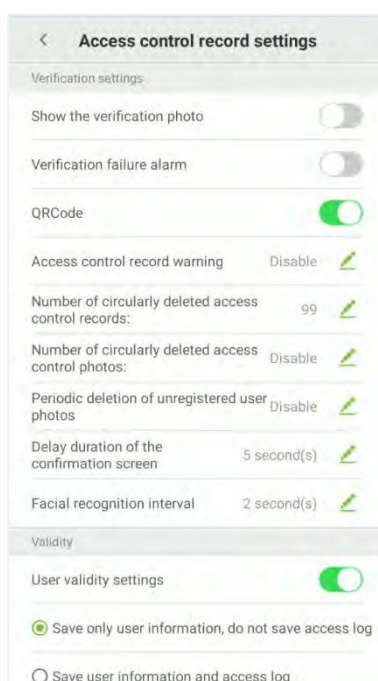 Access control record settings
Verification settings
Show the verification photo
Verification failure alarm
QRCode
Access control record warning Disable
Number of circularly deleted access
control records: 99
Number of circularly deleted access
control photos: Disable
Periodic deletion of unregistered user
photos Disable
Delay duration of the
confirmation screen 5 second(s)
Facial recognition interval 2 second(s)
Validity
User validity settings
Save only user information, do not save access log
Save user information and access log